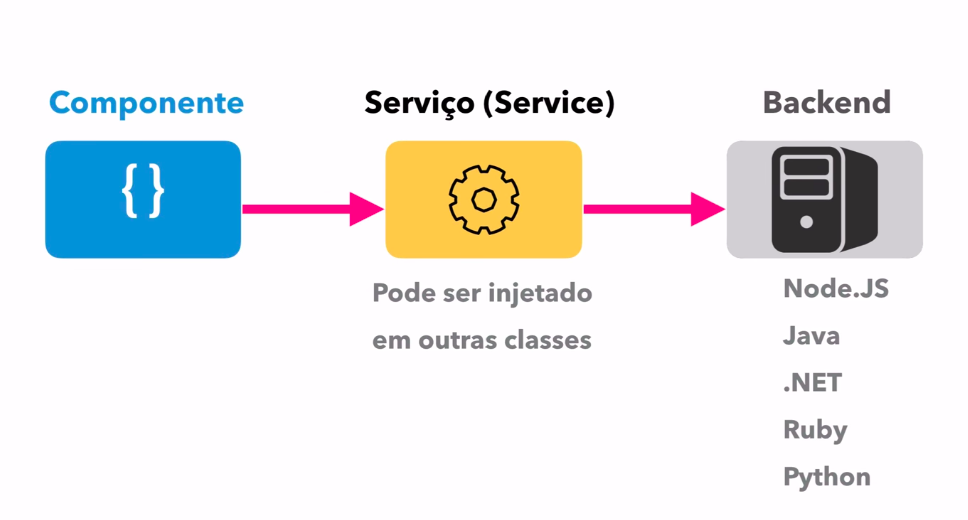 Componente
Serviço (Service)
Backend
{ }
Pode ser injetado
em outras classes
Node.JS
Java
.NET
Ruby
Python